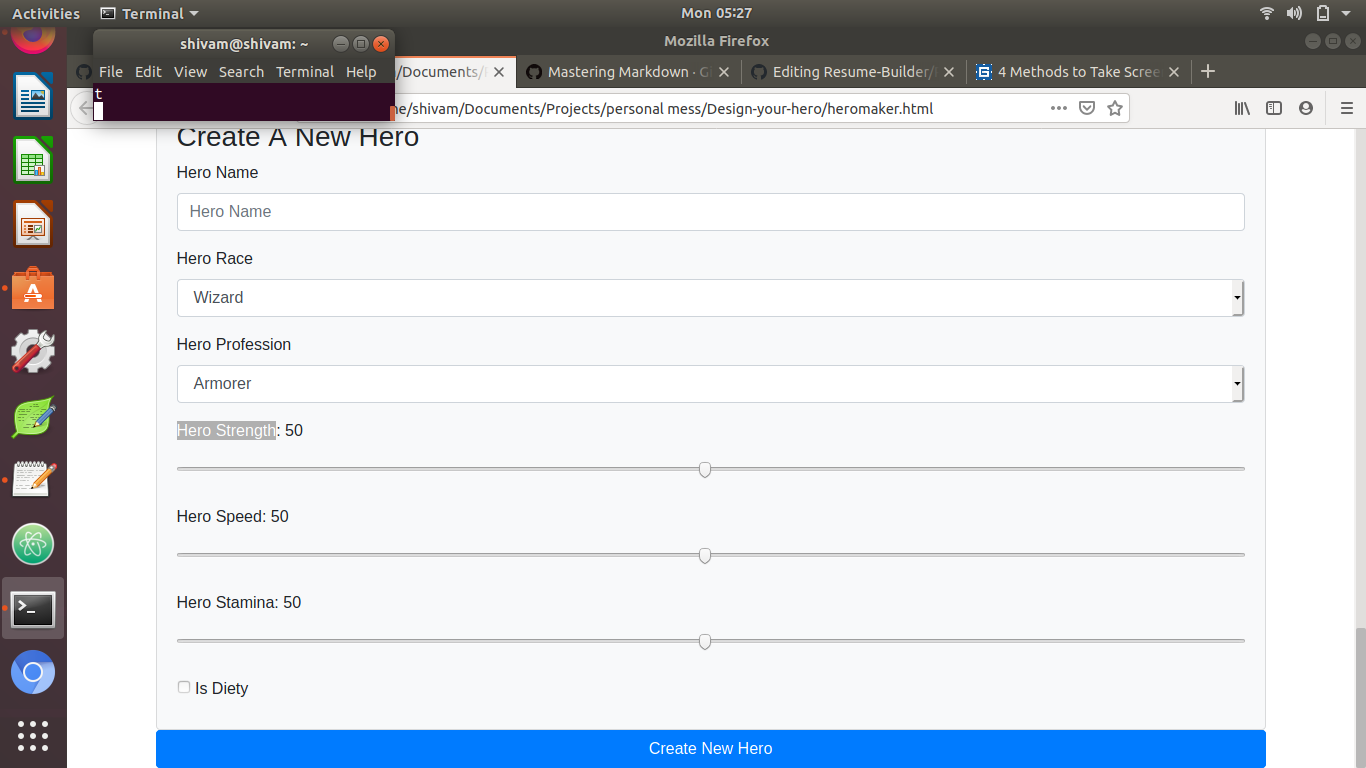 Activities Terminal Mon 05:27
shivam@shivam: ~ Mozilla Firefox
File Edit View Search Terminal Help /Documents/ Mastering Markdown · G Editing Resume-Builder/ 4 Methods to Take Scree
t
e/shivam/Documents/Projects/personal mess/Design-your-hero/heromaker.html
Create A New Hero
Hero Name
Hero Name
Hero Race
Wizard
Hero Profession
Armorer
Hero Strength: 50
Hero Speed: 50
Hero Stamina: 50
Is Diety
Create New Hero